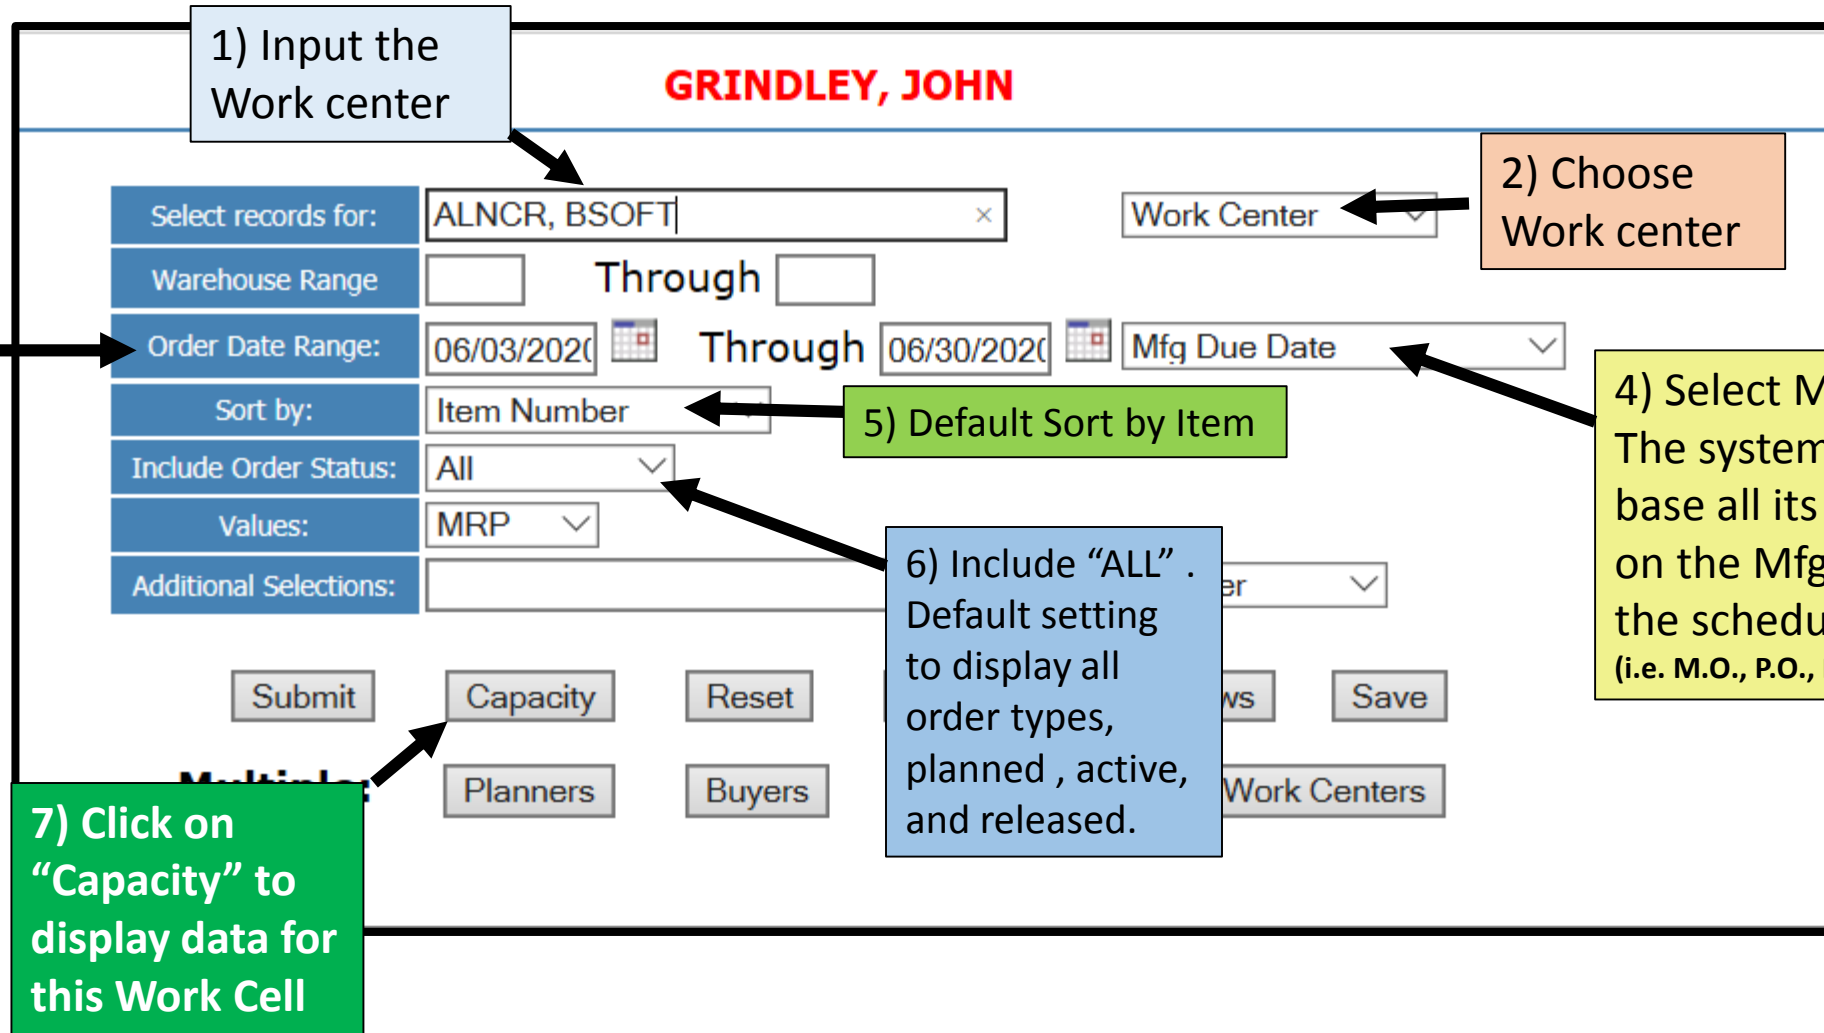 1) Input the
Work center
GRINDLEY, JOHN
2) Choose
Work center
Select records for:
ALNCR, BSOFT
×
Work Center
Warehouse Range
Through
Order Date Range:
06/03/202(
Through
06/30/202(
Mfg Due Date
Sort by:
Item Number
5) Default Sort by Item
4) Select M
The system
base all its
on the Mfg
the schedu
(i.e. M.O., P.O.,
Include Order Status:
All
Values:
MRP
Additional Selections:
er
6) Include “ALL” .
Default setting
to display all
order types,
planned , active,
and released.
Submit
Capacity
Reset
ws
Save
Planners
Buyers
Work Centers
7) Click on
“Capacity” to
display data for
this Work Cell